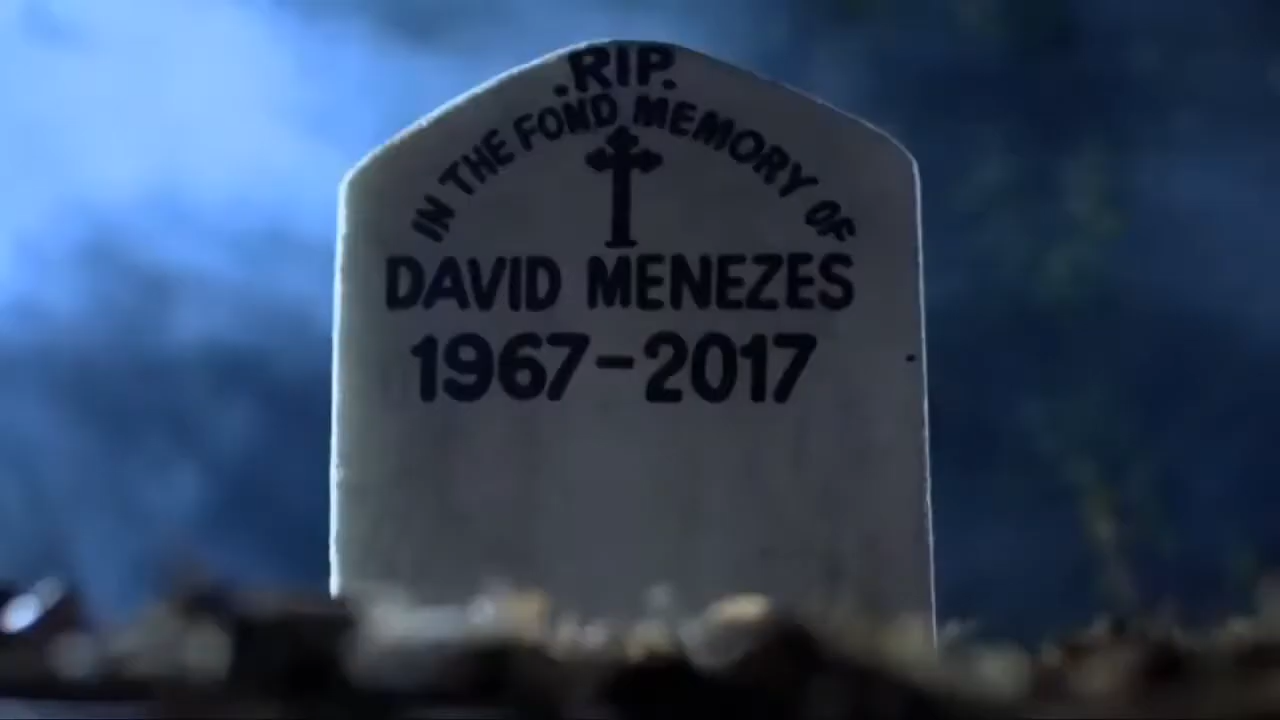 .RIP.
IN THE FOND MEMORY OF
DAVID MENEZES
1967-2017